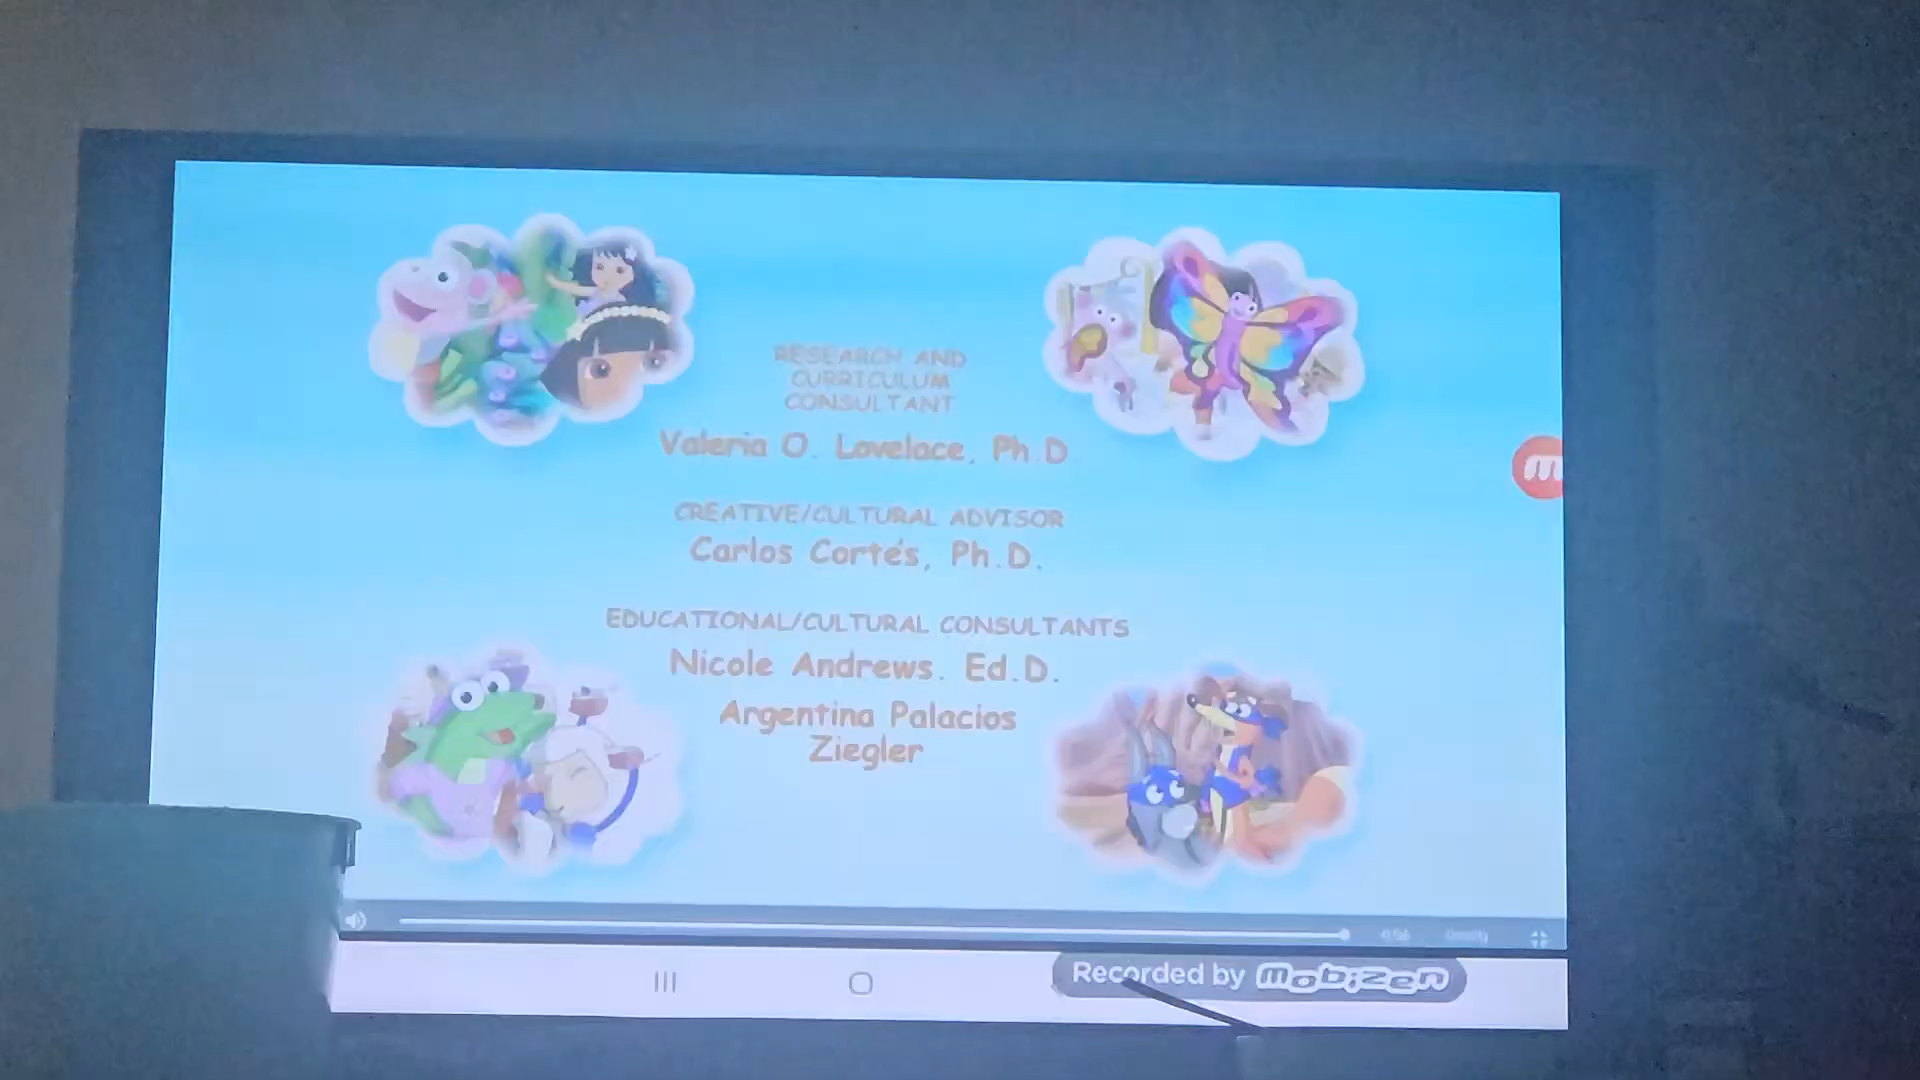 RESEARCH AND
CURRICULUM
CONSULTANT
Valeria O. Lovelace, Ph.D
CREATIVE/CULTURAL ADVISOR
Carlos Cortés, Ph.D.
EDUCATIONAL/CULTURAL CONSULTANTS
Nicole Andrews. Ed.D.
Argentina Palacios
Ziegler
Recorded by mobizen